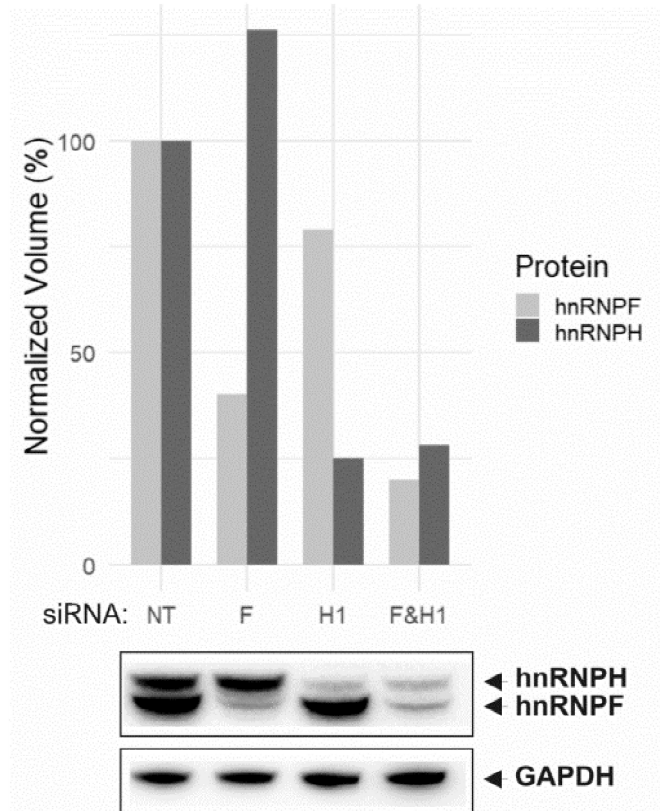 Normalized Volume (%)
100
50
0
Protein
hnRNPF
hnRNPH
siRNA: NT F H1 F&H1
hnRNPH
hnRNPF
GAPDH